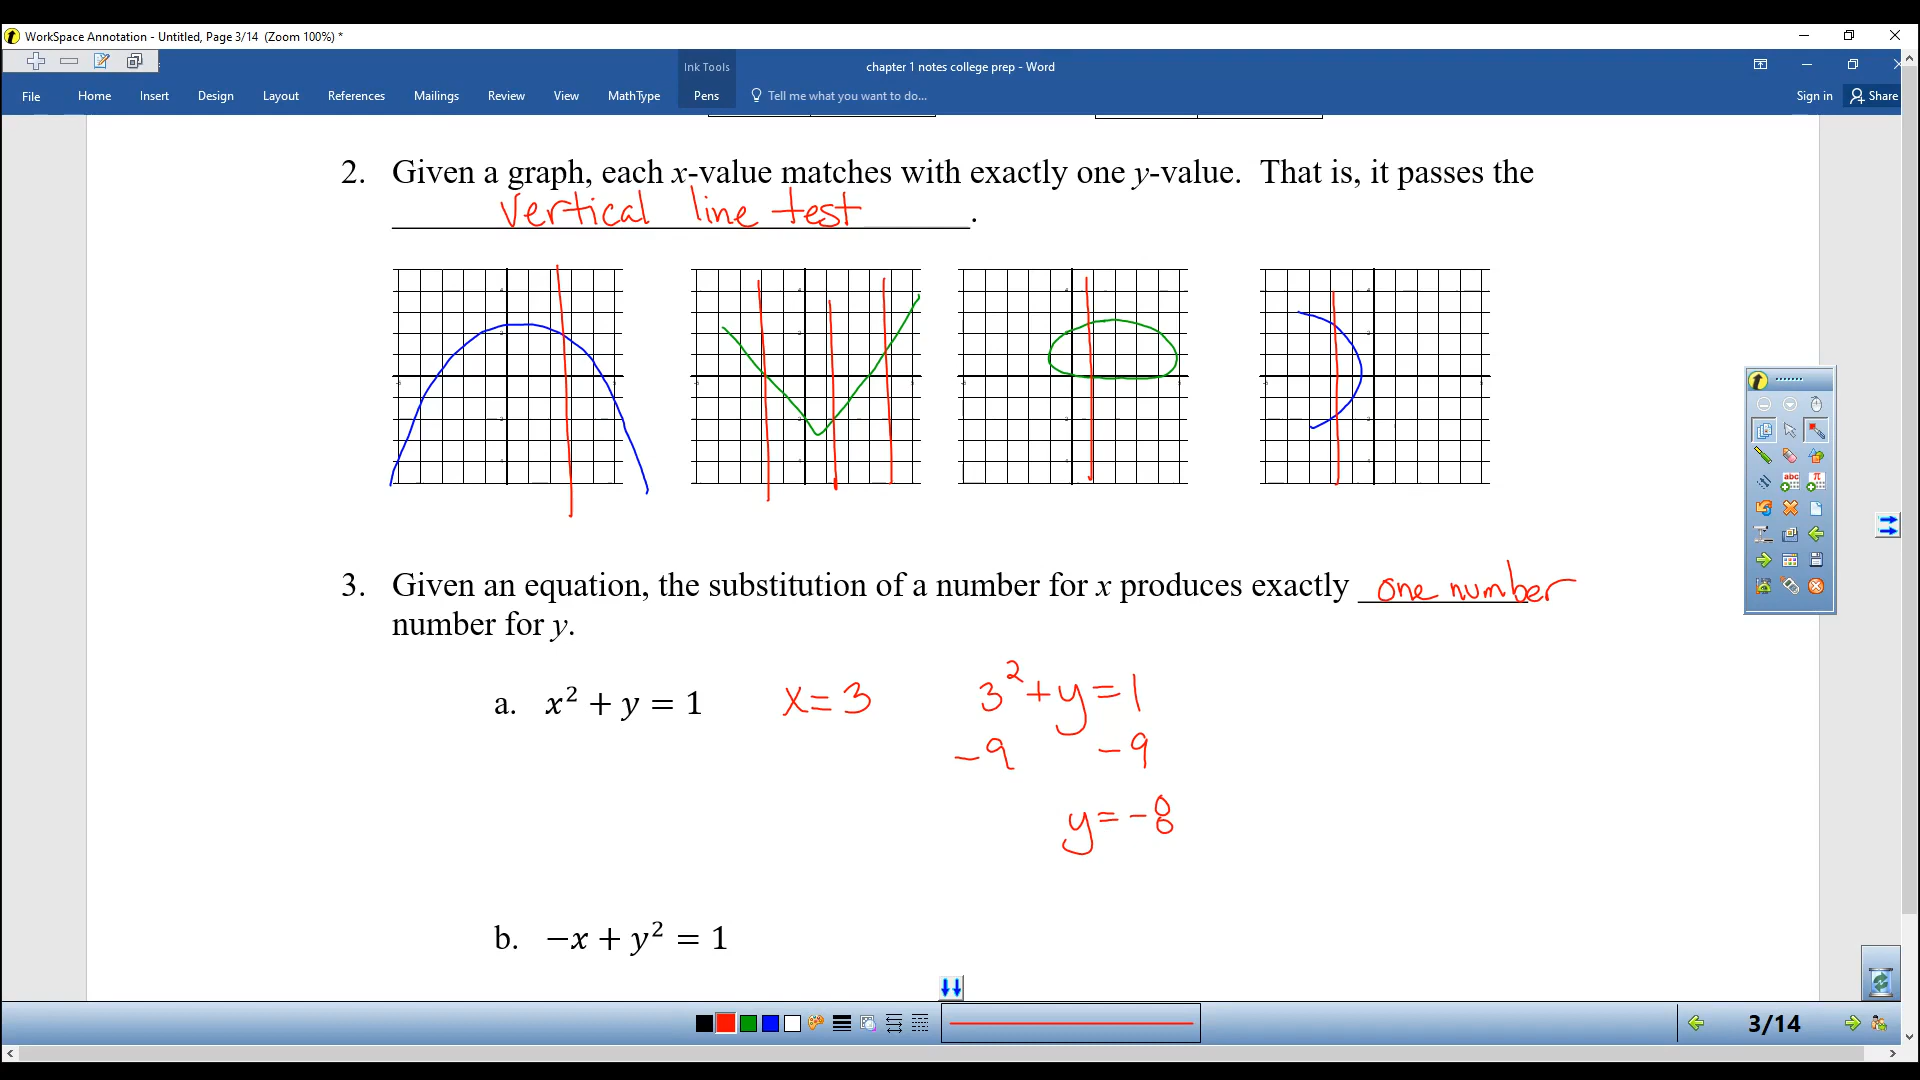 WorkSpace Annotation - Untitled, Page 3/14 (Zoom 100%) *
Ink Tools
chapter 1 notes college prep - Word
File Home Insert Design Layout References Mailings Review View MathType Pens Tell me what you want to do... Sign in Share
2. Given a graph, each x-value matches with exactly one y-value. That is, it passes the
vertical line test.
3. Given an equation, the substitution of a number for x produces exactly one number
number for y.
a. x² + y = 1 x = 3 3² + y = 1
-9 -9
y = -8
b. −x + y² = 1
abc π
3/14